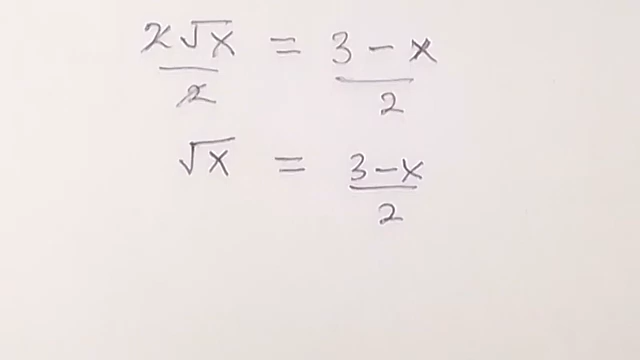 2√x / 2 = 3 - x / 2
√x = 3 - x / 2